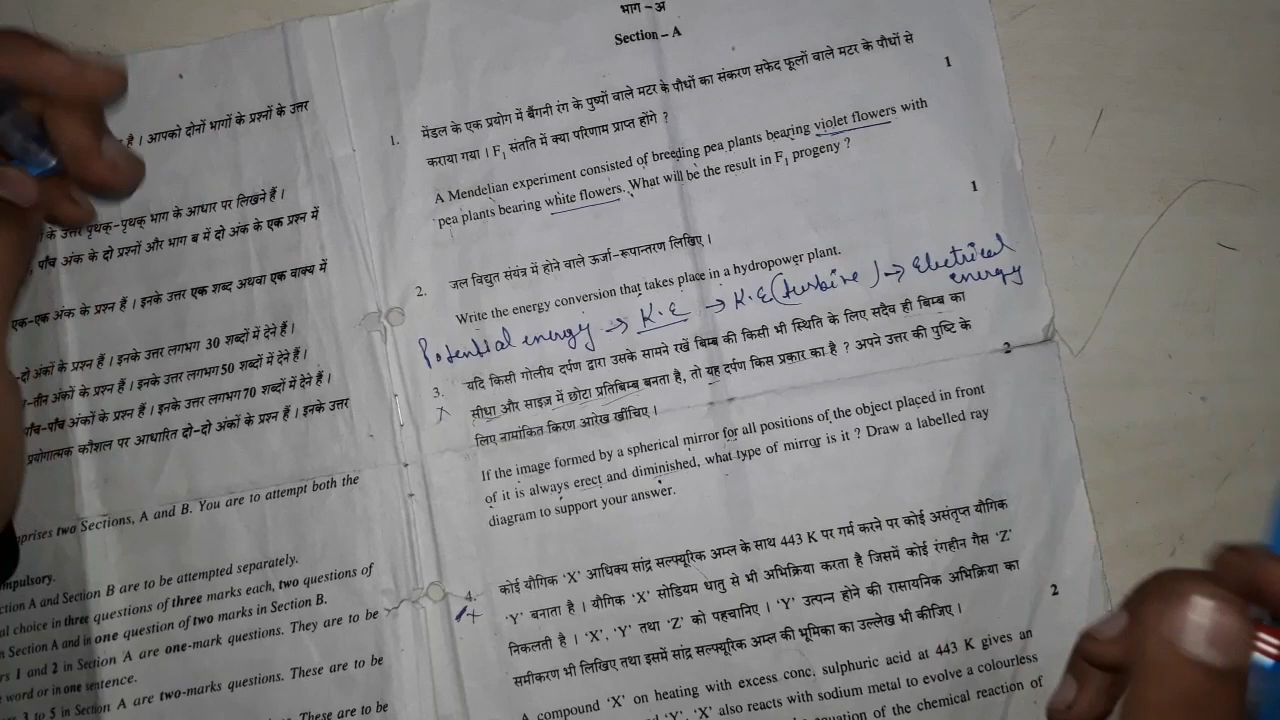 है। आपको दोनों भागों के प्रश्नों के उत्तर
के उत्तर पृथक्-पृथक् भाग के आधार पर लिखने हैं।
पाँच अंक के दो प्रश्नों और भाग ब में दो अंक के एक प्रश्न में
एक-एक अंक के प्रश्न हैं। इनके उत्तर एक शब्द अथवा एक वाक्य में
दो अंकों के प्रश्न हैं। इनके उत्तर लगभग 30 शब्दों में देने हैं।
-तीन अंकों के प्रश्न हैं। इनके उत्तर लगभग 50 शब्दों में देने हैं।
पाँच-पाँच अंकों के प्रश्न हैं। इनके उत्तर लगभग 70 शब्दों में देने हैं।
प्रयोगात्मक कौशल पर आधारित दो-दो अंकों के प्रश्न हैं। इनके उत्तर
two Sections, A and B. You are to attempt both the
Section A and Section B are to be attempted separately.
choice in three questions of three marks each, two questions of
Section A and in one question of two marks in Section B.
1 and 2 in Section A are one-mark questions. They are to be
word or in one sentence.
3 to 5 in Section A are two-marks questions. These are to be
These are to be
भाग – अ
Section – A
1. मेंडल के एक प्रयोग में बैंगनी रंग के पुष्पों वाले मटर के पौधों का संकरण सफेद फूलों वाले मटर के पौधों से 1
कराया गया। F₁ संतति में क्या परिणाम प्राप्त होंगे ?
A Mendelian experiment consisted of breeding pea plants bearing violet flowers with
pea plants bearing white flowers. What will be the result in F₁ progeny ?
2. जल विद्युत संयंत्र में होने वाले ऊर्जा-रूपान्तरण लिखिए। 1
Write the energy conversion that takes place in a hydropower plant.
Potential energy → K.E → K.E (turbine) → Electrical energy
3. यदि किसी गोलीय दर्पण द्वारा उसके सामने रखें बिम्ब की किसी भी स्थिति के लिए सदैव ही बिम्ब का 2
सीधा और साइज़ में छोटा प्रतिबिम्ब बनता है, तो यह दर्पण किस प्रकार का है ? अपने उत्तर की पुष्टि के
लिए नामांकित किरण आरेख खींचिए।
If the image formed by a spherical mirror for all positions of the object placed in front
of it is always erect and diminished, what type of mirror is it ? Draw a labelled ray
diagram to support your answer.
4. कोई यौगिक ‘X’ आधिक्य सांद्र सल्फ्यूरिक अम्ल के साथ 443 K पर गर्म करने पर कोई असंतृप्त यौगिक
‘Y’ बनाता है। यौगिक ‘X’ सोडियम धातु से भी अभिक्रिया करता है जिसमें कोई रंगहीन गैस ‘Z’
निकलती है। ‘X’, ‘Y’ तथा ‘Z’ को पहचानिए। ‘Y’ उत्पन्न होने की रासायनिक अभिक्रिया का 2
समीकरण भी लिखिए तथा इसमें सांद्र सल्फ्यूरिक अम्ल की भूमिका का उल्लेख भी कीजिए।
A compound ‘X’ on heating with excess conc. sulphuric acid at 443 K gives an
‘Y’. ‘X’ also reacts with sodium metal to evolve a colourless
equation of the chemical reaction of